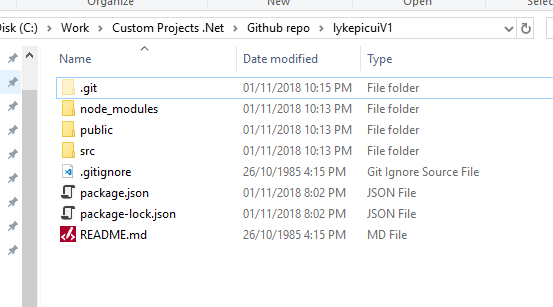 Organize New Open
Disk (C:) › Work › Custom Projects .Net › Github repo › lykepicuiV1
Name Date modified Type Size
.git 01/11/2018 10:15 PM File folder
node_modules 01/11/2018 10:13 PM File folder
public 01/11/2018 10:13 PM File folder
src 01/11/2018 10:13 PM File folder
.gitignore 26/10/1985 4:15 PM Git Ignore Source File
package.json 01/11/2018 8:02 PM JSON File
package-lock.json 01/11/2018 8:02 PM JSON File
README.md 26/10/1985 4:15 PM MD File